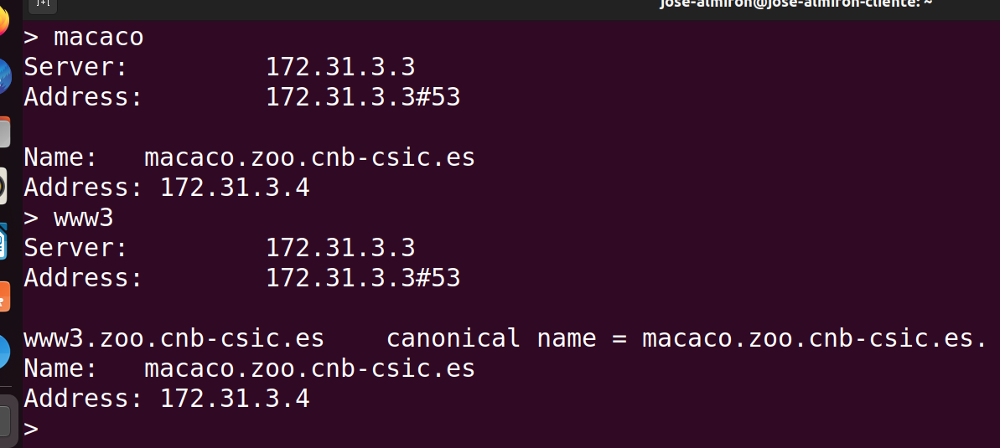 jose-almiron@jose-almiron-cliente: ~
> macaco
Server:		172.31.3.3
Address:	172.31.3.3#53

Name:	macaco.zoo.cnb-csic.es
Address: 172.31.3.4
> www3
Server:		172.31.3.3
Address:	172.31.3.3#53

www3.zoo.cnb-csic.es	canonical name = macaco.zoo.cnb-csic.es.
Name:	macaco.zoo.cnb-csic.es
Address: 172.31.3.4
>